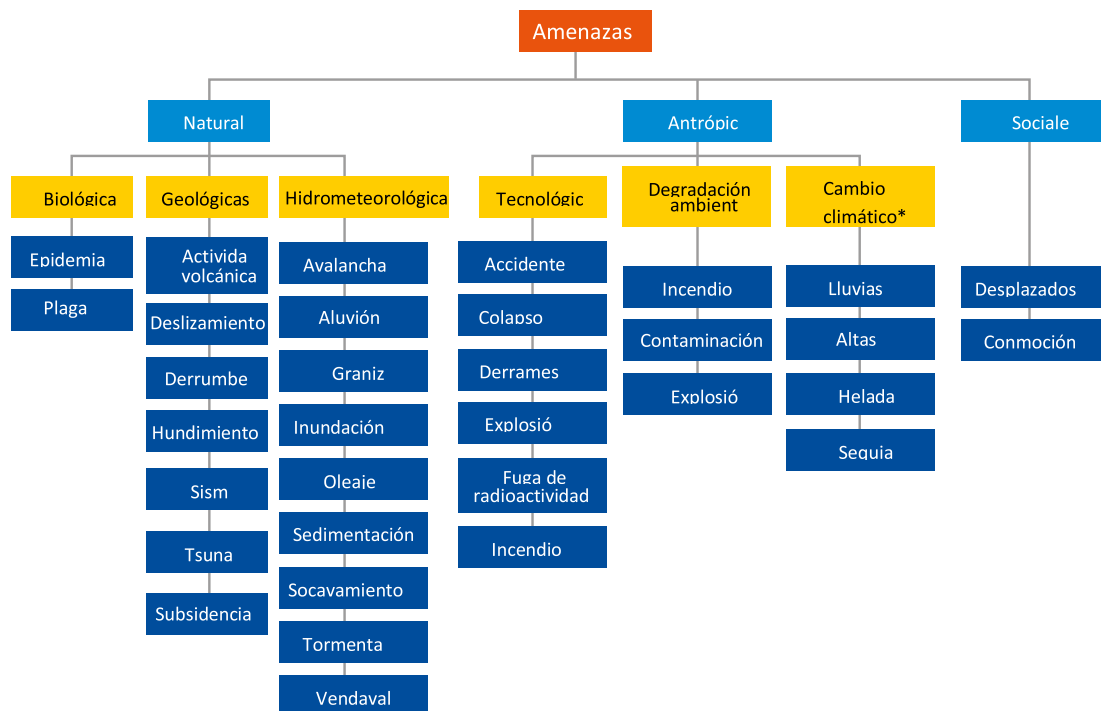 Amenazas
Natural
Antrópic
Sociale
Biológica
Geológicas
Hidrometeorológica
Tecnológic
Degradación
ambient
Cambio
climático*
Epidemia
Plaga
Activida
volcánica
Deslizamiento
Derrumbe
Hundimiento
Sism
Tsuna
Subsidencia
Avalancha
Aluvión
Graniz
Inundación
Oleaje
Sedimentación
Socavamiento
Tormenta
Vendaval
Accidente
Colapso
Derrames
Explosió
Fuga de
radioactividad
Incendio
Incendio
Contaminación
Explosió
Lluvias
Altas
Helada
Sequia
Desplazados
Conmoción